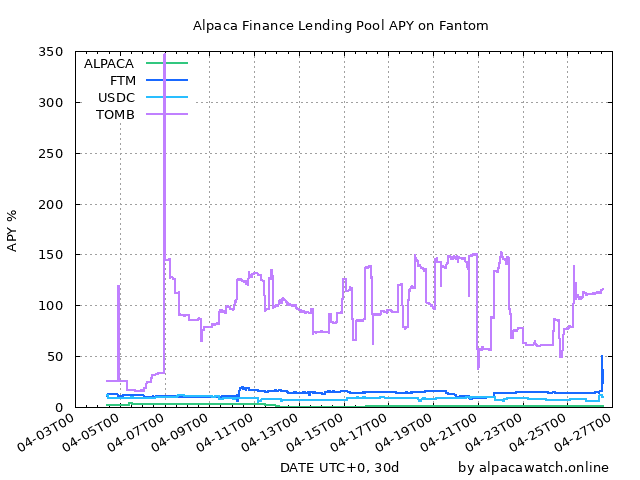 Alpaca Finance Lending Pool APY on Fantom
350
300
250
200
150
100
50
0
APY %
ALPACA
FTM
USDC
TOMB
04-03T00
04-05T00
04-07T00
04-09T00
04-11T00
04-13T00
04-15T00
04-17T00
04-19T00
04-21T00
04-23T00
04-25T00
04-27T00
DATE UTC+0, 30d
by alpacawatch.online